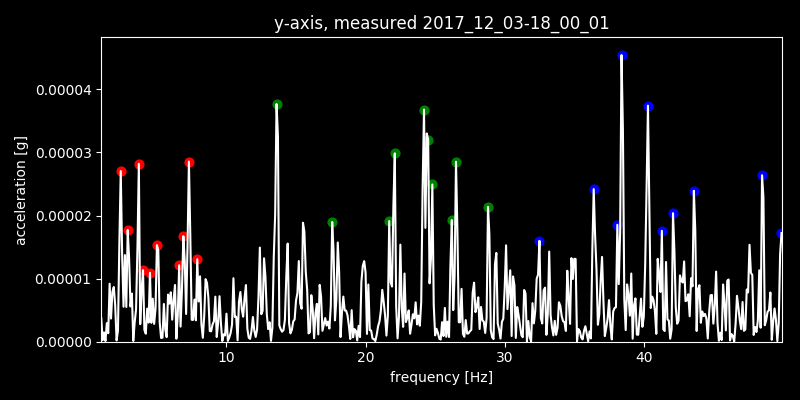 y-axis, measured 2017_12_03-18_00_01
acceleration [g]
0.00004
0.00003
0.00002
0.00001
0.00000
10 20 30 40
frequency [Hz]